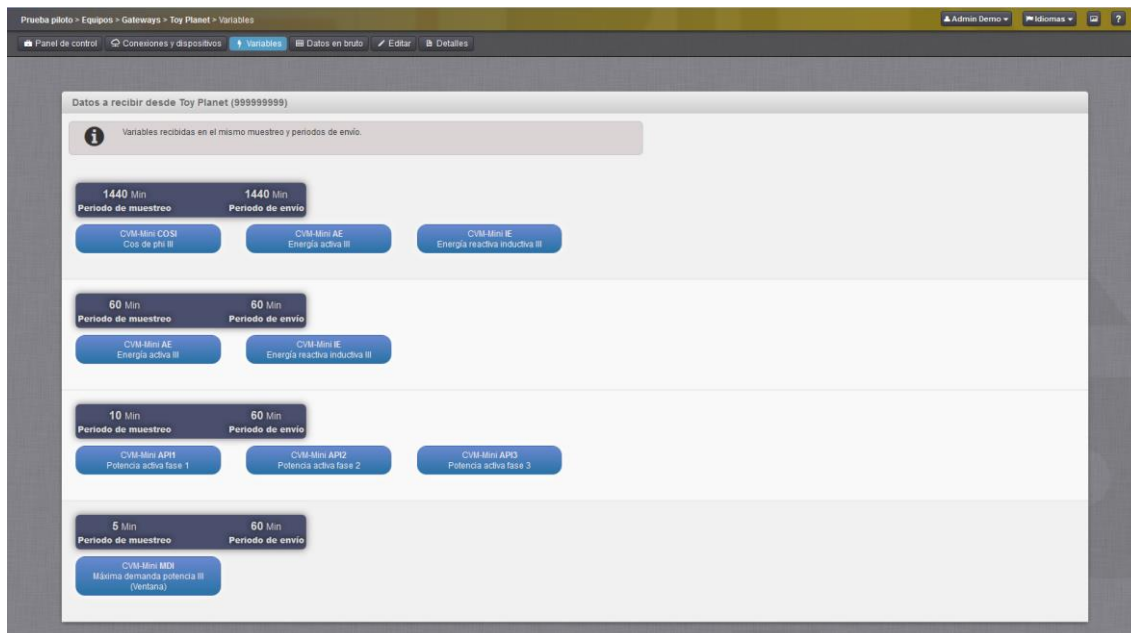 Prueba piloto > Equipos > Gateways > Toy Planet > Variables
Admin Demo
Idiomas
?
Panel de control
Conexiones y dispositivos
Variables
Datos en bruto
Editar
Detalles
Datos a recibir desde Toy Planet (999999999)
Variables recibidas en el mismo muestreo y periodos de envío.
1440 Min 1440 Min
Periodo de muestreo Periodo de envío
CVM-Mini COSI
Cos de phi III
CVM-Mini AE
Energía activa III
CVM-Mini IE
Energía reactiva inductiva III
60 Min 60 Min
Periodo de muestreo Periodo de envío
CVM-Mini AE
Energía activa III
CVM-Mini IE
Energía reactiva inductiva III
10 Min 60 Min
Periodo de muestreo Periodo de envío
CVM-Mini API1
Potencia activa fase 1
CVM-Mini API2
Potencia activa fase 2
CVM-Mini API3
Potencia activa fase 3
5 Min 60 Min
Periodo de muestreo Periodo de envío
CVM-Mini MDI
Máxima demanda potencia III
(Ventana)